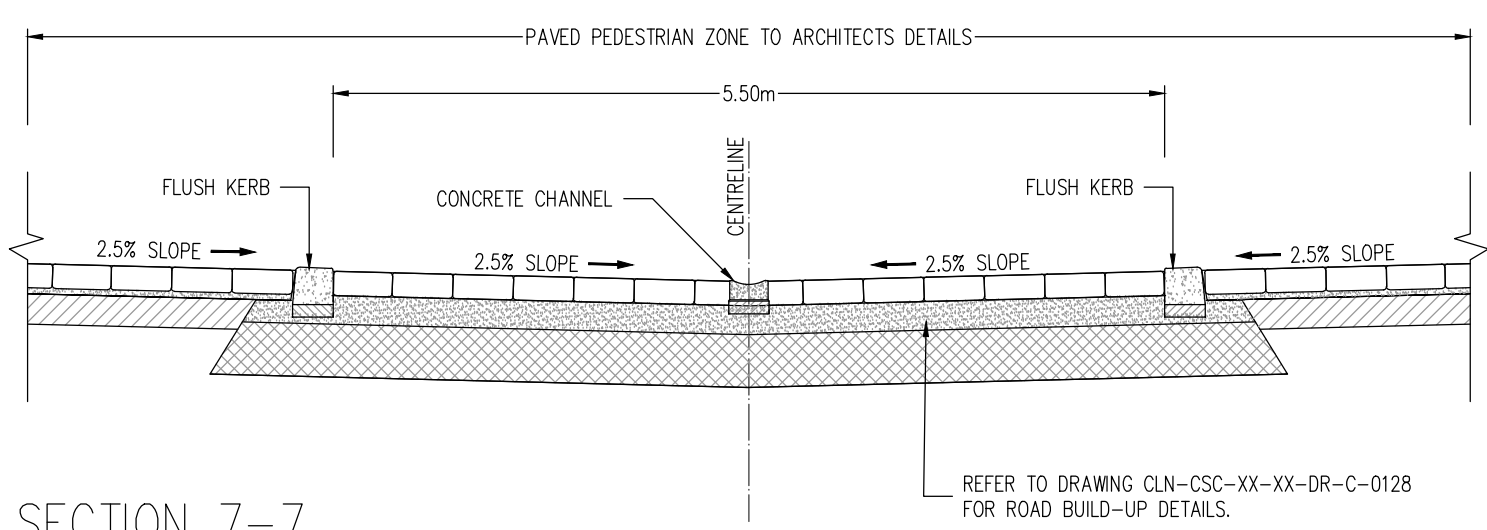 PAVED PEDESTRIAN ZONE TO ARCHITECTS DETAILS
5.50m
CENTRELINE
FLUSH KERB
CONCRETE CHANNEL
FLUSH KERB
2.5% SLOPE
2.5% SLOPE
2.5% SLOPE
2.5% SLOPE
REFER TO DRAWING CLN-CSC-XX-XX-DR-C-0128
FOR ROAD BUILD-UP DETAILS.
SECTION 7-7